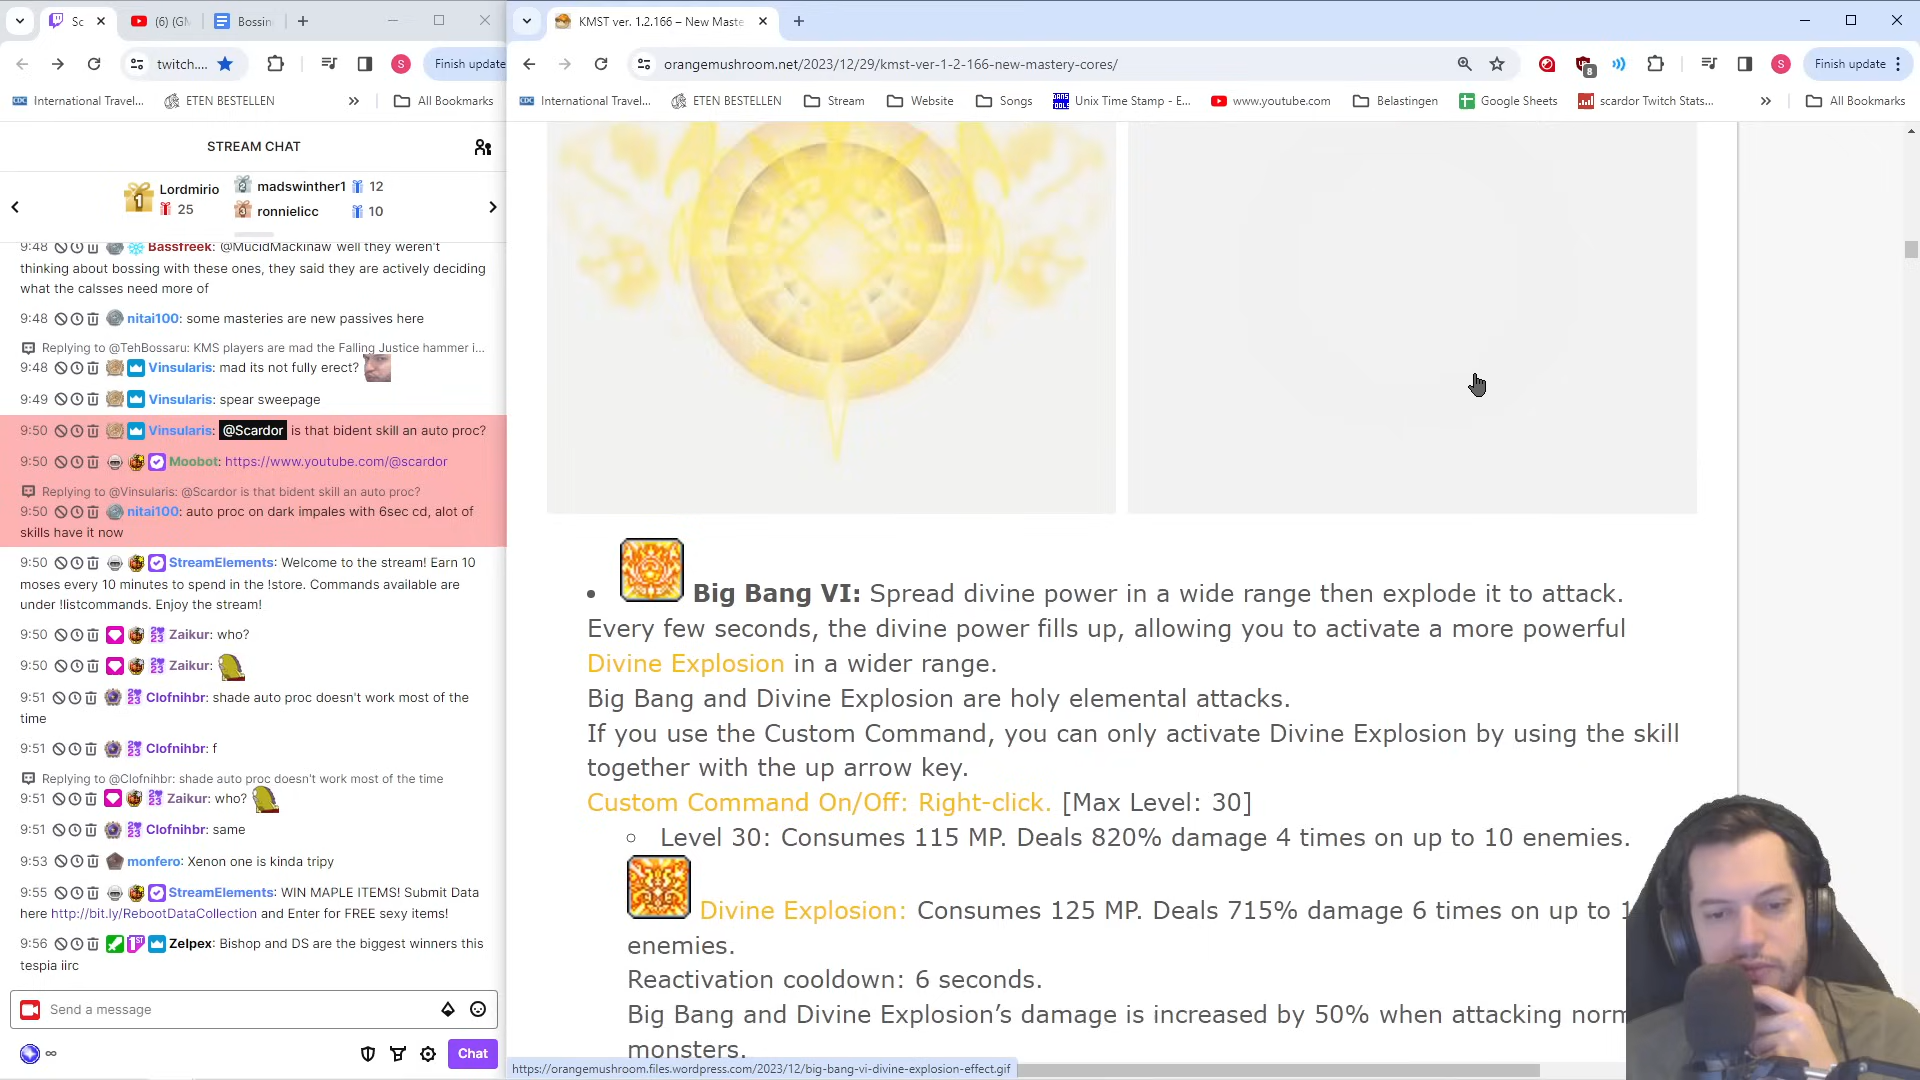 Sc
(6) (GM
Bossin
KMST ver. 1.2.166 – New Maste
twitch....
S
Finish update
orangemushroom.net/2023/12/29/kmst-ver-1-2-166-new-mastery-cores/
8
S
Finish update
International Travel...
ETEN BESTELLEN
»
All Bookmarks
International Travel...
ETEN BESTELLEN
Stream
Website
Songs
Unix Time Stamp - E...
www.youtube.com
Belastingen
Google Sheets
scardor Twitch Stats...
»
All Bookmarks
STREAM CHAT
1
Lordmirio
25
2
madswinther1
12
3
ronnielicc
10
9:48 Bassfreek: @MucidMackinaw well they weren't
thinking about bossing with these ones, they said they are actively deciding
what the calsses need more of
9:48 nitai100: some masteries are new passives here
Replying to @TehBossaru: KMS players are mad the Falling Justice hammer i...
9:48 Vinsularis: mad its not fully erect?
9:49 Vinsularis: spear sweepage
9:50 Vinsularis: @Scardor is that bident skill an auto proc?
9:50 Moobot: https://www.youtube.com/@scardor
Replying to @Vinsularis: @Scardor is that bident skill an auto proc?
9:50 nitai100: auto proc on dark impales with 6sec cd, alot of
skills have it now
9:50 StreamElements: Welcome to the stream! Earn 10
moses every 10 minutes to spend in the !store. Commands available are
under !listcommands. Enjoy the stream!
9:50 Zaikur: who?
9:50 Zaikur:
9:51 Clofnihbr: shade auto proc doesn't work most of the
time
9:51 Clofnihbr: f
Replying to @Clofnihbr: shade auto proc doesn't work most of the time
9:51 Zaikur: who?
9:51 Clofnihbr: same
9:53 monfero: Xenon one is kinda tripy
9:55 StreamElements: WIN MAPLE ITEMS! Submit Data
here http://bit.ly/RebootDataCollection and Enter for FREE sexy items!
9:56 Zelpex: Bishop and DS are the biggest winners this
tespia iirc
Send a message
∞
Chat
• Big Bang VI: Spread divine power in a wide range then explode it to attack.
Every few seconds, the divine power fills up, allowing you to activate a more powerful
Divine Explosion in a wider range.
Big Bang and Divine Explosion are holy elemental attacks.
If you use the Custom Command, you can only activate Divine Explosion by using the skill
together with the up arrow key.
Custom Command On/Off: Right-click. [Max Level: 30]
Level 30: Consumes 115 MP. Deals 820% damage 4 times on up to 10 enemies.
Divine Explosion: Consumes 125 MP. Deals 715% damage 6 times on up to
enemies.
Reactivation cooldown: 6 seconds.
Big Bang and Divine Explosion's damage is increased by 50% when attacking norm
monsters.
https://orangemushroom.files.wordpress.com/2023/12/big-bang-vi-divine-explosion-effect.gif